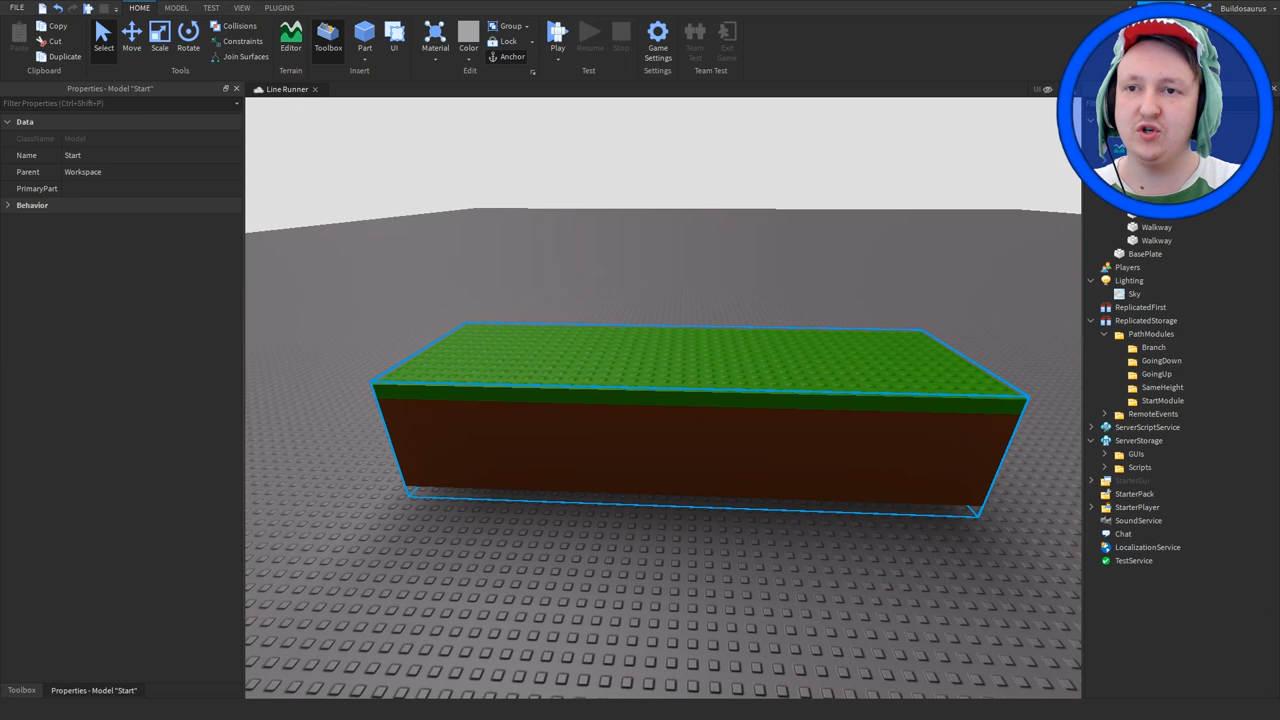 FILE HOME MODEL TEST VIEW PLUGINS Buildosaurus
Paste Copy Cut Duplicate Select Move Scale Rotate Collisions Constraints Join Surfaces Editor Toolbox Part UI Material Color Group Lock Anchor Play Resume Stop Game Settings Team Test Exit Game
Clipboard Tools Terrain Insert Edit Test Settings Team Test
Properties - Model "Start"
Line Runner
UI
Filter Properties (Ctrl+Shift+P)
Data
ClassName Model
Name Start
Parent Workspace
PrimaryPart
Behavior
Walkway
Walkway
BasePlate
Players
Lighting
Sky
ReplicatedFirst
ReplicatedStorage
PathModules
Branch
GoingDown
GoingUp
SameHeight
StartModule
RemoteEvents
ServerScriptService
ServerStorage
GUIs
Scripts
StarterGui
StarterPack
StarterPlayer
SoundService
Chat
LocalizationService
TestService
Toolbox Properties - Model "Start"